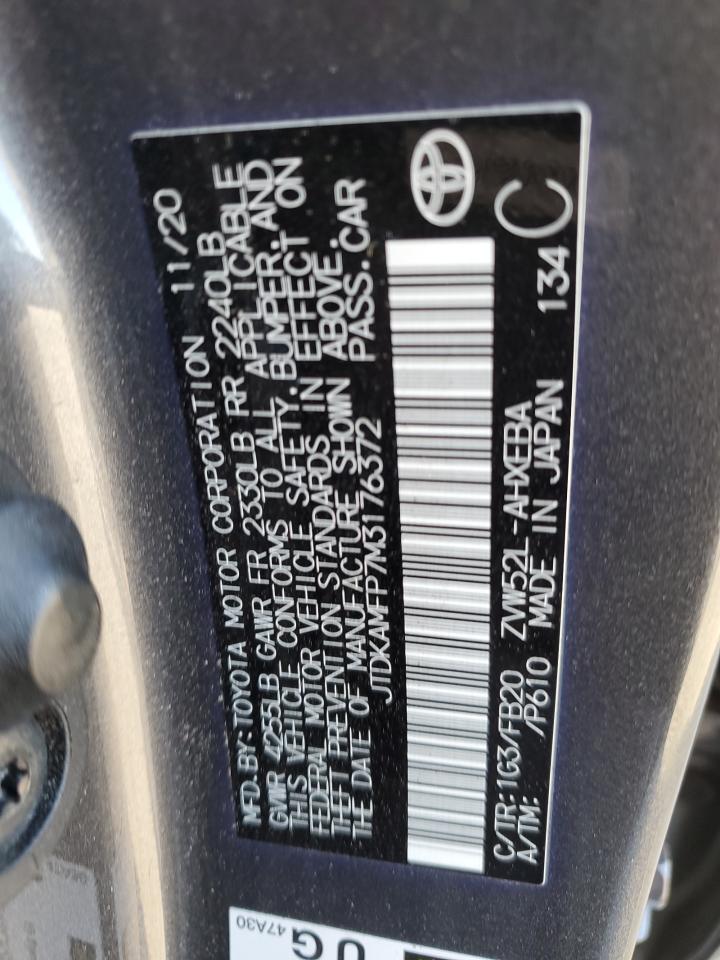 MFD. BY: TOYOTA MOTOR CORPORATION 11/20
GVWR 4255LB GAWR FR 2330LB RR 2240LB
THIS VEHICLE CONFORMS TO ALL APPLICABLE
FEDERAL MOTOR VEHICLE SAFETY, BUMPER, AND
THEFT PREVENTION STANDARDS IN EFFECT ON
THE DATE OF MANUFACTURE SHOWN ABOVE.
JTDKAMFP7M3176372 PASS. CAR
C/TR: 1G3/FB20 ZVW52L-AHXEBA
A/TM: /P610 MADE IN JAPAN 134
C
47A30
UG